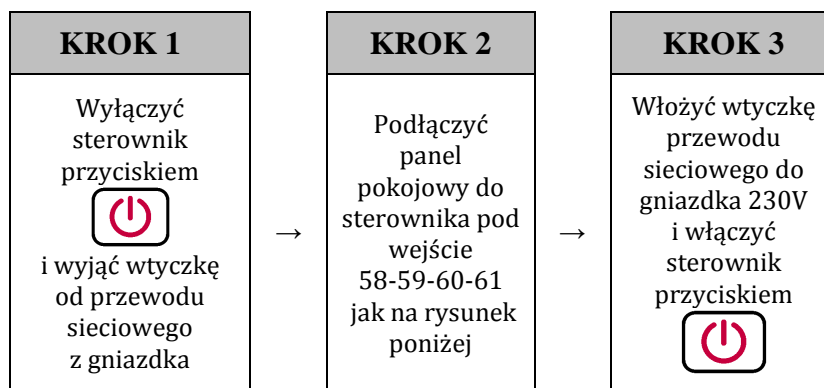 KROK 1
Wyłączyć
sterownik
przyciskiem
i wyjąć wtyczkę
od przewodu
sieciowego
z gniazdka
→
KROK 2
Podłączyć
panel
pokojowy do
sterownika pod
wejście
58-59-60-61
jak na rysunek
poniżej
→
KROK 3
Włożyć wtyczkę
przewodu
sieciowego do
gniazdka 230V
i włączyć
sterownik
przyciskiem